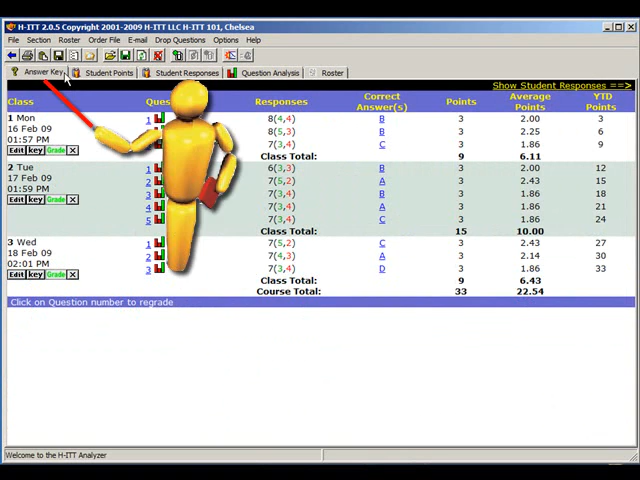 H-ITT 2.0.5 Copyright 2001-2009 H-ITT LLC H-ITT 101, Chelsea
File Section Roster Order File E-Mail Drop Questions Options Help
? Answer Key Student Points Student Responses Question Analysis Roster
Show Student Responses ==>
Class Responses Correct Answer(s) Points Average Points YTD Points
1 Mon 1 8(4,4) B 3 2.00 3
16 Feb 09 8(5,3) B 3 2.25 6
01:57 PM 7(3,4) C 3 1.86 9
Edit key Grade X Class Total: 9 6.11
2 Tue 1 6(3,3) B 3 2.00 12
17 Feb 09 2 7(5,2) A 3 2.43 15
01:59 PM 3 7(3,4) B 3 1.86 18
Edit key Grade X 4 7(3,4) A 3 1.86 21
5 7(3,4) C 3 1.86 24
Class Total: 15 10.00
3 Wed 1 7(5,2) C 3 2.43 27
18 Feb 09 2 7(4,3) A 3 2.14 30
02:01 PM 3 7(3,4) D 3 1.86 33
Edit key Grade X Class Total: 9 6.43
Course Total: 33 22.54
Click on Question number to regrade
Welcome to the H-ITT Analyzer